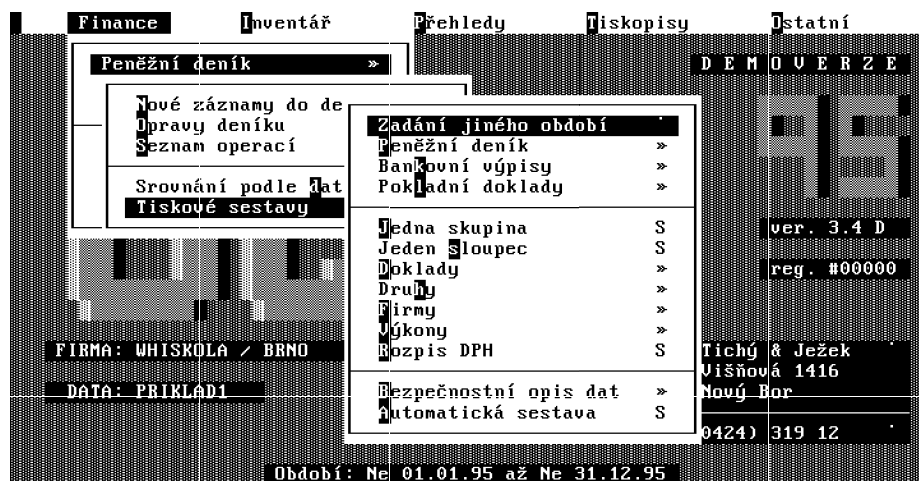 Finance Inventář Přehledy Tiskopisy Ostatní
Peněžní deník »
D E M O V E R Z E
Nové záznamy do de
Opravy deníku
Seznam operací
Srovnání podle dat
Tiskové sestavy
Zadání jiného období
Peněžní deník »
Bankovní výpisy »
Pokladní doklady »
Jedna skupina S
Jeden sloupec S
Doklady »
Druhy »
Firmy »
Výkony »
Rozpis DPH S
Bezpečnostní opis dat »
Automatická sestava S
95
ver. 3.4 D
reg. #00000
FIRMA: WHISKOLA / BRNO
DATA: PRIKLAD1
Tichý & Ježek
Višňová 1416
Nový Bor
0424) 319 12
Období: Ne 01.01.95 až Ne 31.12.95